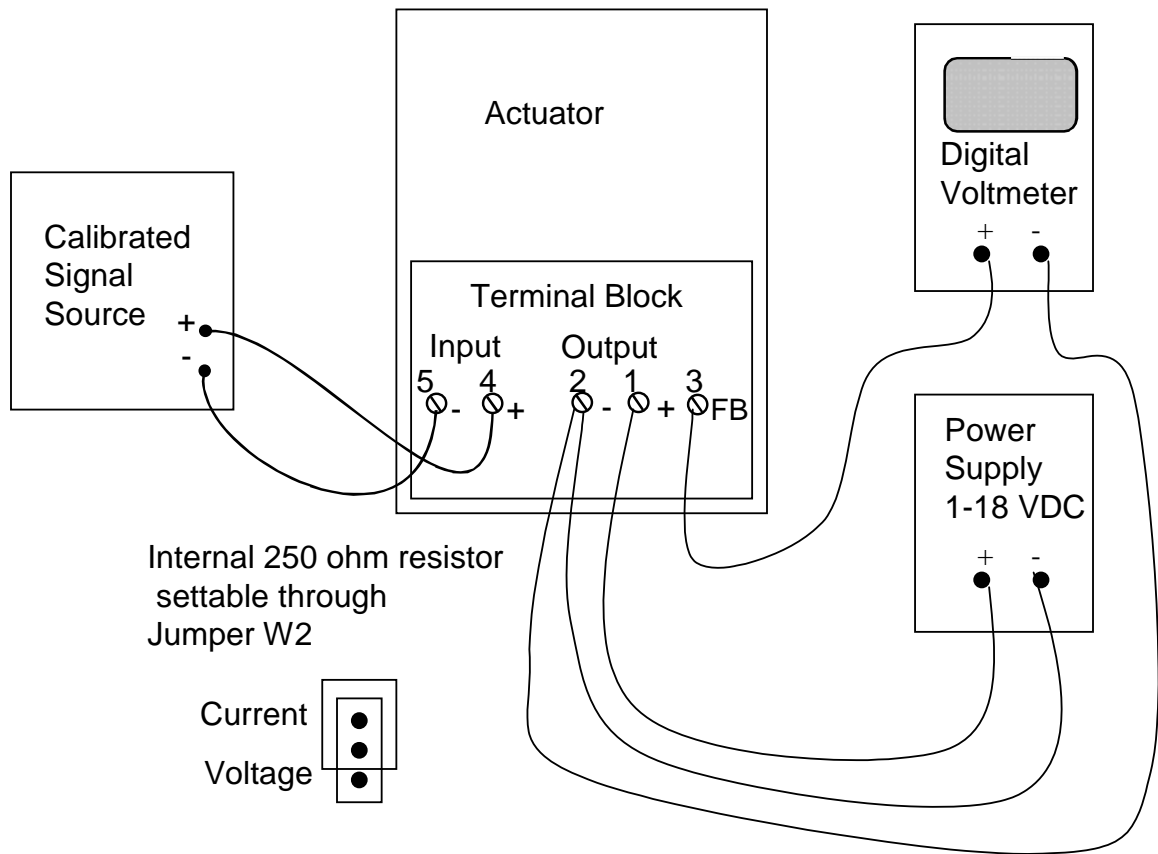 Actuator
Calibrated
Signal
Source
+
-
Terminal Block
Input Output
5 4 2 1 3
- + - + FB
Digital
Voltmeter
+ -
Power
Supply
1-18 VDC
+ -
Internal 250 ohm resistor
settable through
Jumper W2
Current
Voltage